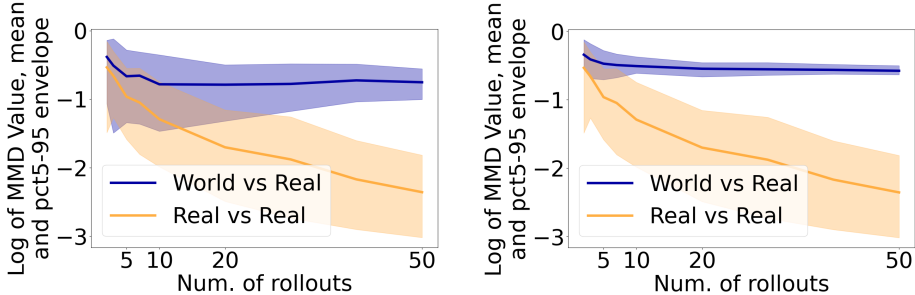 Log of MMD Value, mean
and pct5-95 envelope
0
−1
−2
−3
World vs Real
Real vs Real
5 10 20 50
Num. of rollouts
Log of MMD Value, mean
and pct5-95 envelope
0
−1
−2
−3
World vs Real
Real vs Real
5 10 20 50
Num. of rollouts